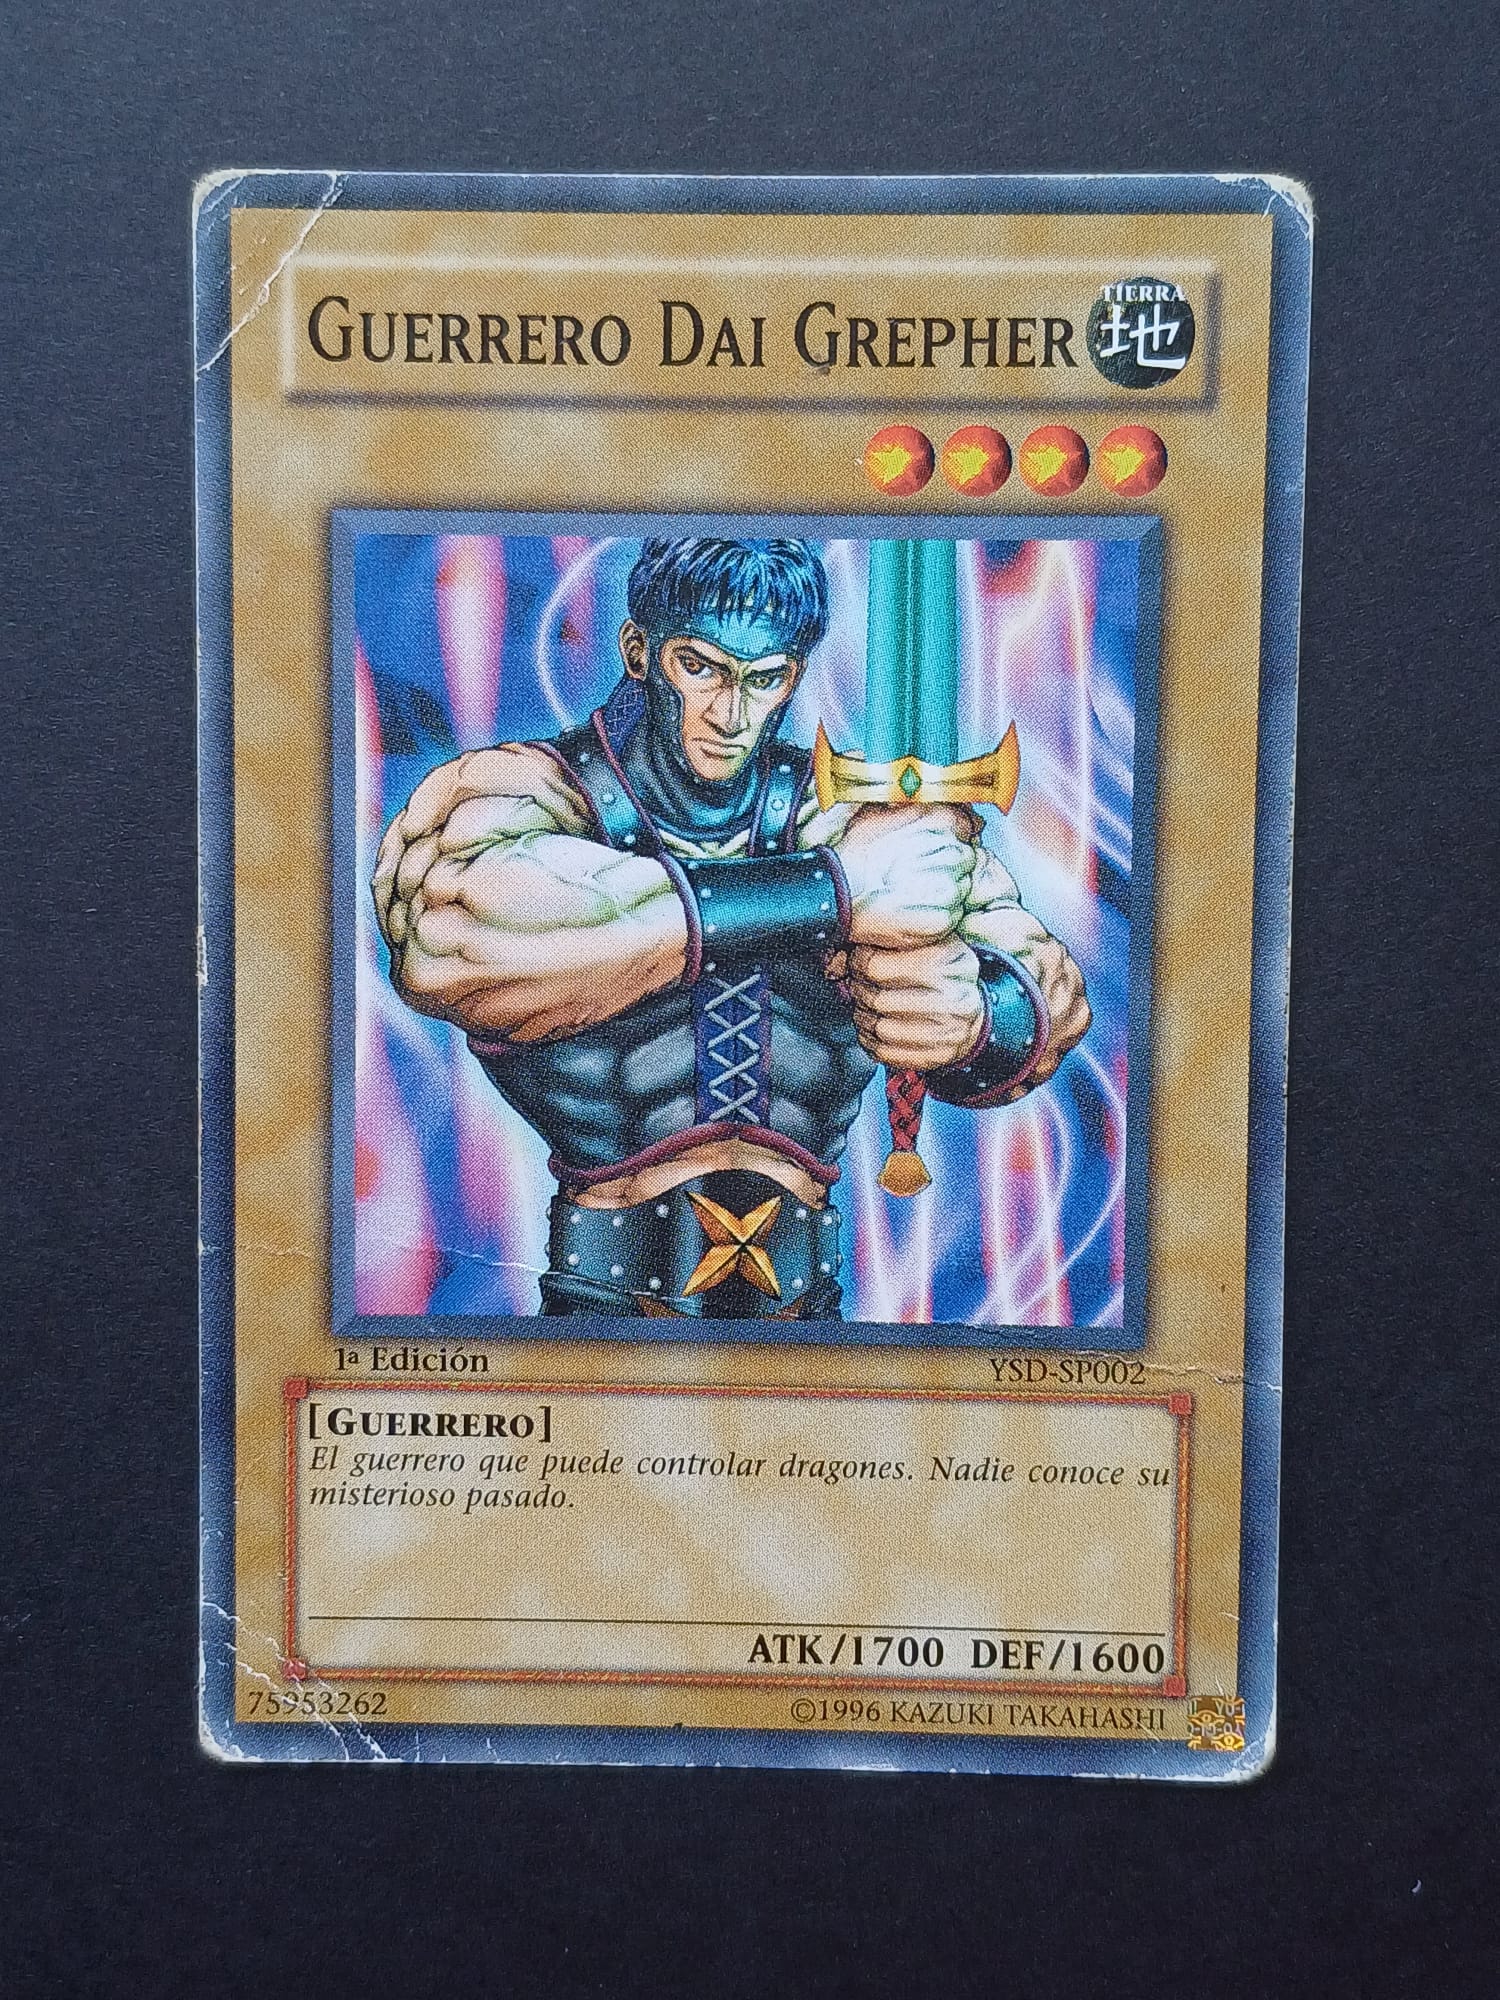 GUERRERO DAI GREPHER
TIERRA
地
1ª Edición
YSD-SP002
[GUERRERO]
El guerrero que puede controlar dragones. Nadie conoce su
misterioso pasado.
ATK/1700 DEF/1600
75953262
©1996 KAZUKI TAKAHASHI